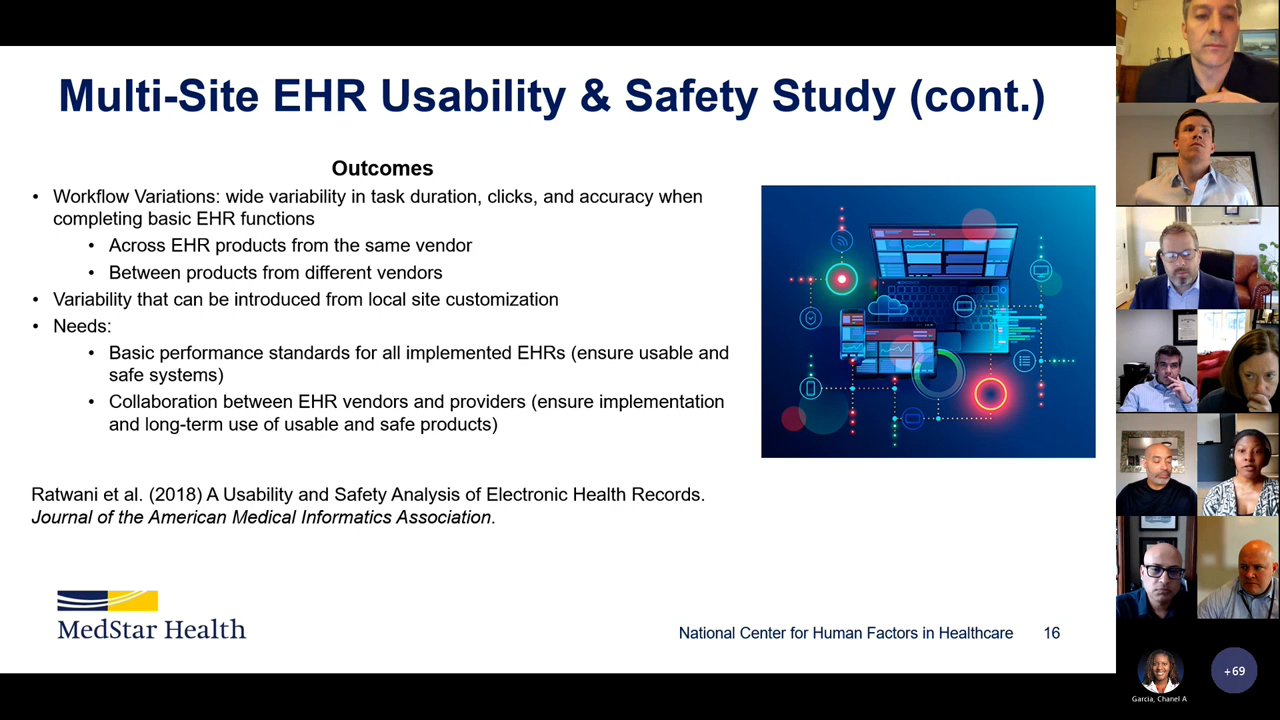 Multi-Site EHR Usability & Safety Study (cont.)
Outcomes
• Workflow Variations: wide variability in task duration, clicks, and accuracy when
completing basic EHR functions
• Across EHR products from the same vendor
• Between products from different vendors
• Variability that can be introduced from local site customization
• Needs:
• Basic performance standards for all implemented EHRs (ensure usable and
safe systems)
• Collaboration between EHR vendors and providers (ensure implementation
and long-term use of usable and safe products)
Ratwani et al. (2018) A Usability and Safety Analysis of Electronic Health Records.
Journal of the American Medical Informatics Association.
MedStar Health
National Center for Human Factors in Healthcare 16
Garcia, Chanel A
+69